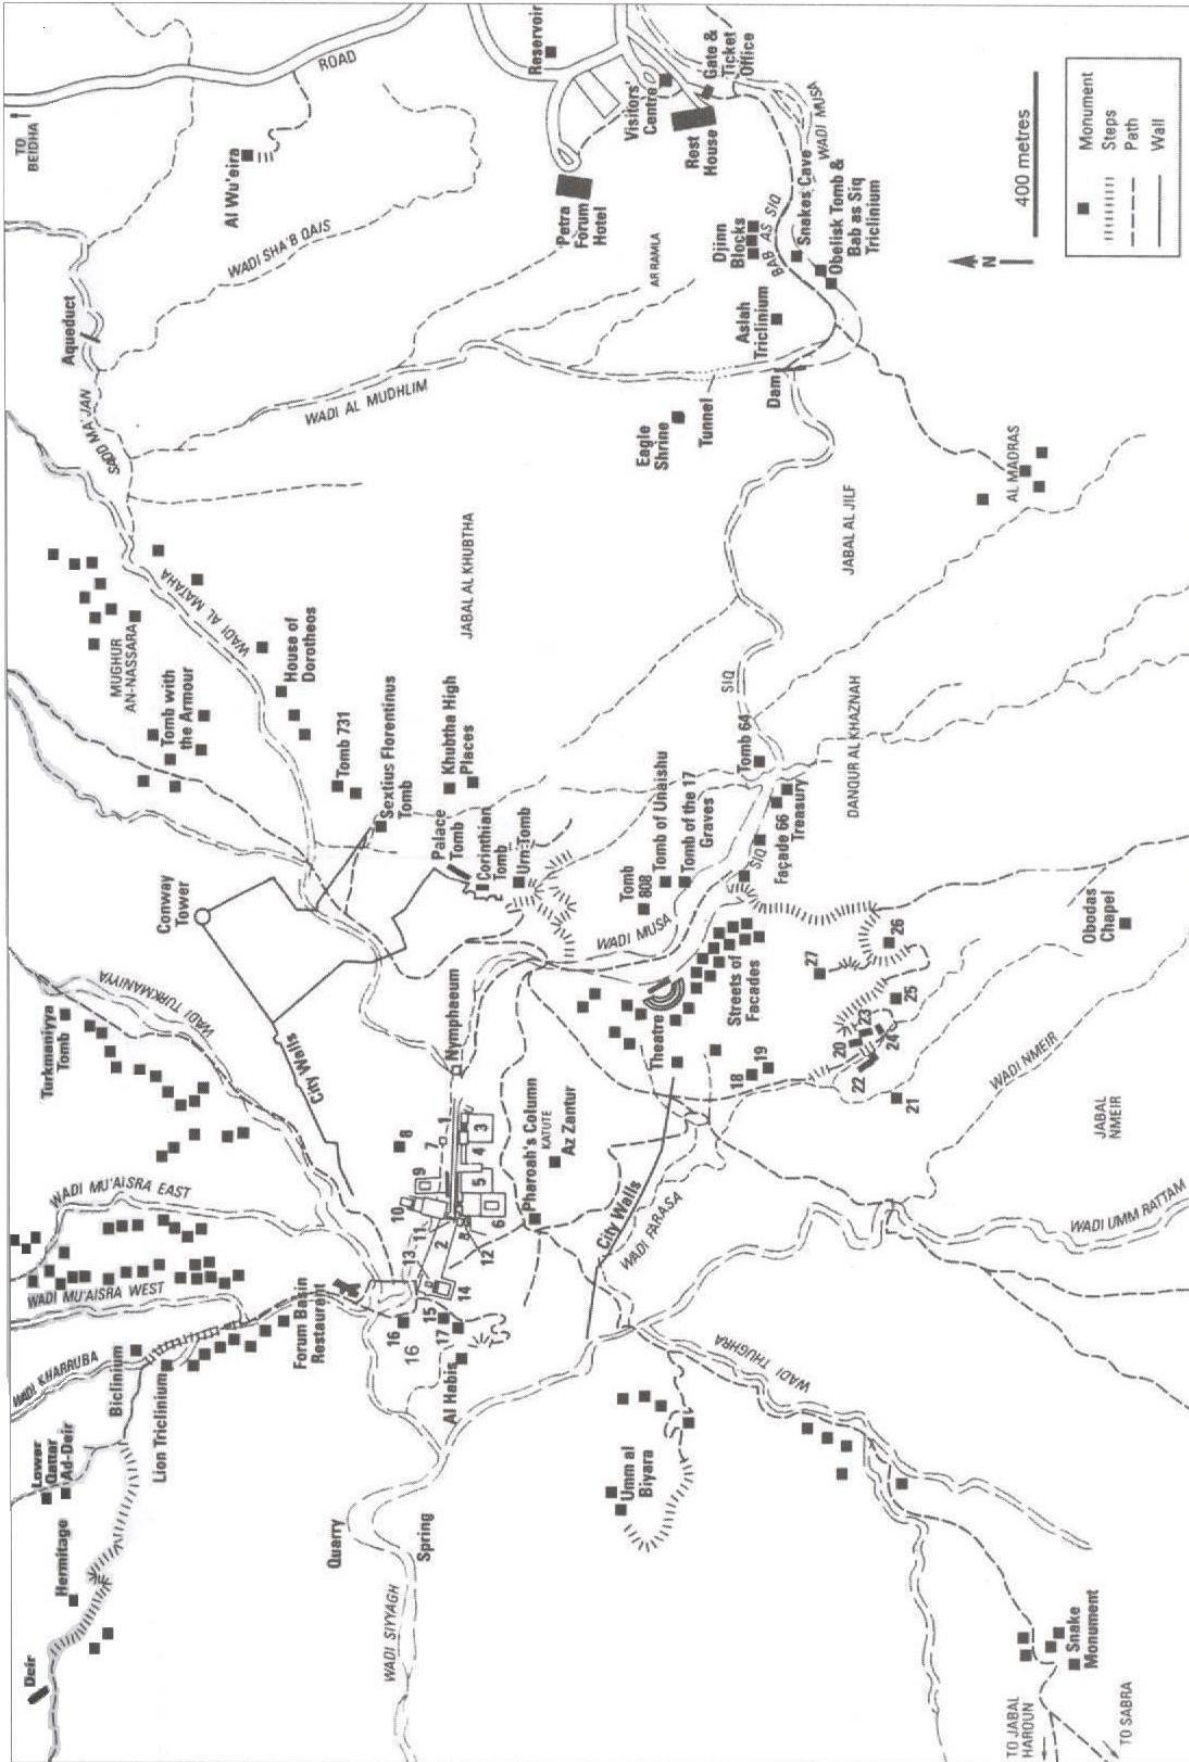 Deir
Hermitage
Lower
Qattar
Ad-Deir
WADI KHARRUBA
Biclinium
Lion Triclinium
WADI MU'AISRA WEST
WADI MU'AISRA EAST
Forum Basin
Restaurant
Turkmaniyya
Tomb
WADI TURKMANIYYA
City Walls
Conway
Tower
MUGHUR
AN-NASSARA
Tomb with
the Armour
WADI AL MATAHA
House of
Dorotheos
Tomb 731
Sextius Florentinus
Tomb
SADD MA'JAN
Aqueduct
TO
BEIDHA
Al Wu'eira
ROAD
WADI SHA'B QAIS
WADI AL MUDHLIM
Reservoir
Petra
Forum
Hotel
Visitors'
Centre
Rest
House
Gate &
Ticket
Office
WADI MUSA
AR RAMLA
Djinn
Blocks
BAB AS SIQ
Snakes Cave
Obelisk Tomb &
Bab as Siq
Triclinium
Aslah
Triclinium
Eagle
Shrine
Tunnel
Dam
JABAL AL KHUBTHA
Khubtha High
Places
Palace
Tomb
Corinthian
Tomb
Urn Tomb
Tomb of Unaishu
Tomb of the 17
Graves
Tomb
808
WADI MUSA
Tomb 64
SIQ
Façade 66
Treasury
SIQ
JABAL AL JILF
AL MADRAS
DANQUR AL KHAZNAH
Quarry
Spring
WADI SIYYAGH
Al Habis
16
16
15
17
14
13
2
11
10
9
12
6
5
4
3
7
1
8
Nymphaeum
Pharoah's Column
KATUTE
Az Zantur
Theatre
Streets of
Facades
City Walls
WADI FARASA
18
19
20
23
22
24
21
25
26
27
Obodas
Chapel
WADI NMEIR
JABAL
NMEIR
WADI UMM RATTAM
WADI THUGHRA
Umm al
Biyara
Snake
Monument
TO JABAL
HAROUN
TO SABRA
N
400 metres
Monument
Steps
Path
Wall